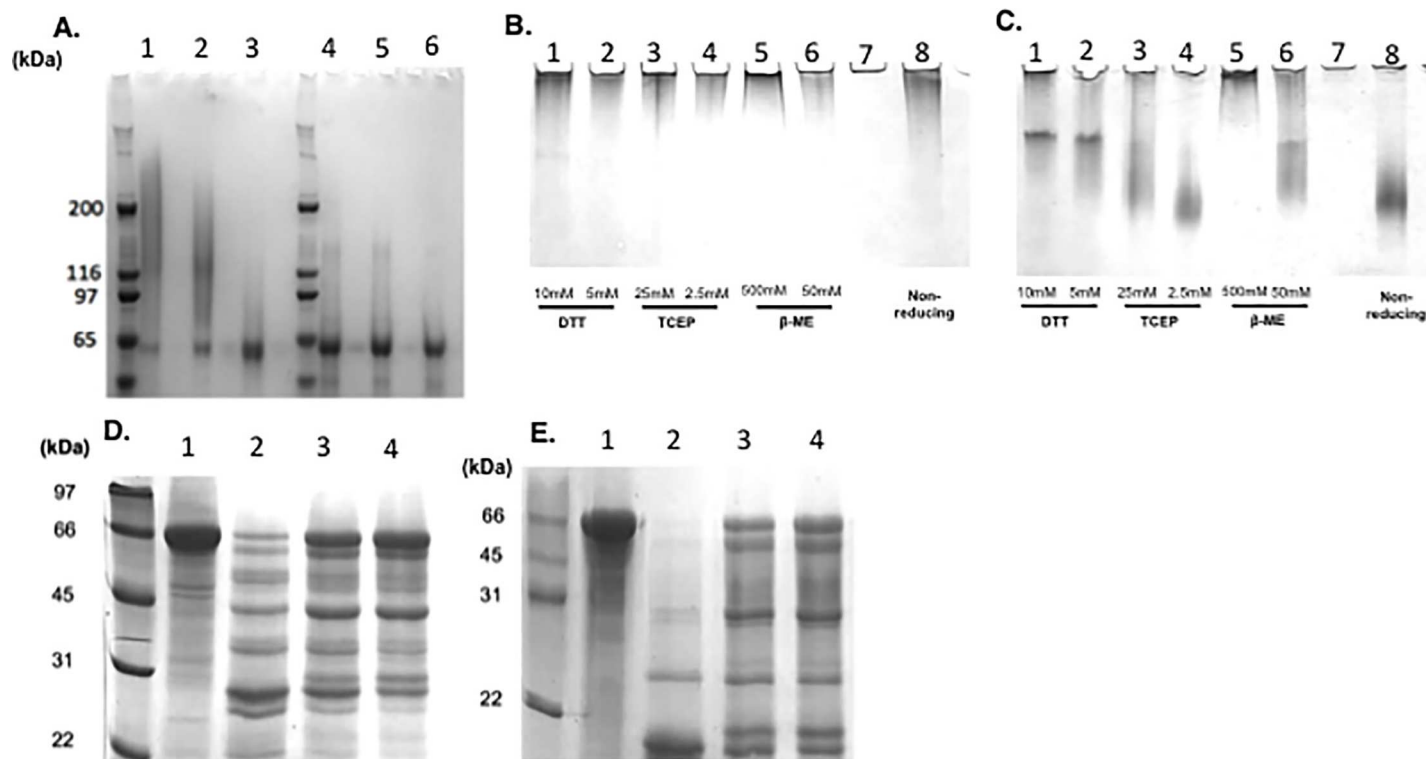 A.
(kDa)
1 2 3 4 5 6
200
116
97
65
B.
1 2 3 4 5 6 7 8
10mM 5mM 25mM 2.5mM 500mM 50mM
DTT TCEP β-ME
Non-
reducing
C.
1 2 3 4 5 6 7 8
10mM 5mM 25mM 2.5mM 500mM 50mM
DTT TCEP β-ME
Non-
reducing
D.
(kDa)
1 2 3 4
97
66
45
31
22
E.
(kDa)
1 2 3 4
66
45
31
22